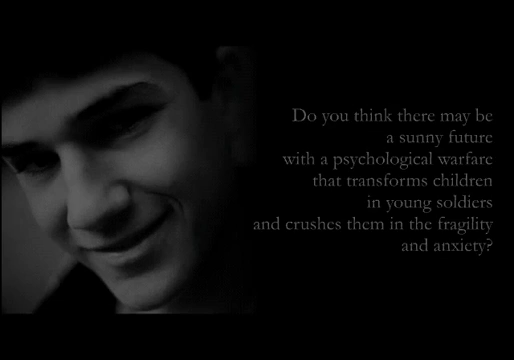 Do you think there may be
a sunny future
with a psychological warfare
that transforms children
in young soldiers
and crushes them in the fragility
and anxiety?